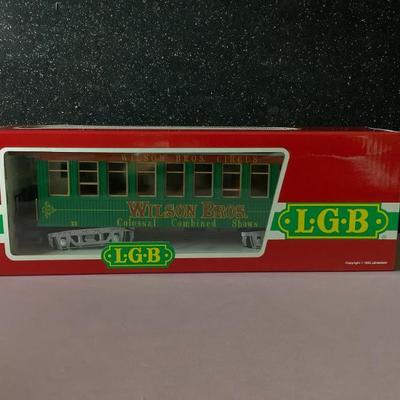 WILSON BROS. CIRCUS
WILSON BROS.
Colossal Combined Shows
L·G·B
L·G·B